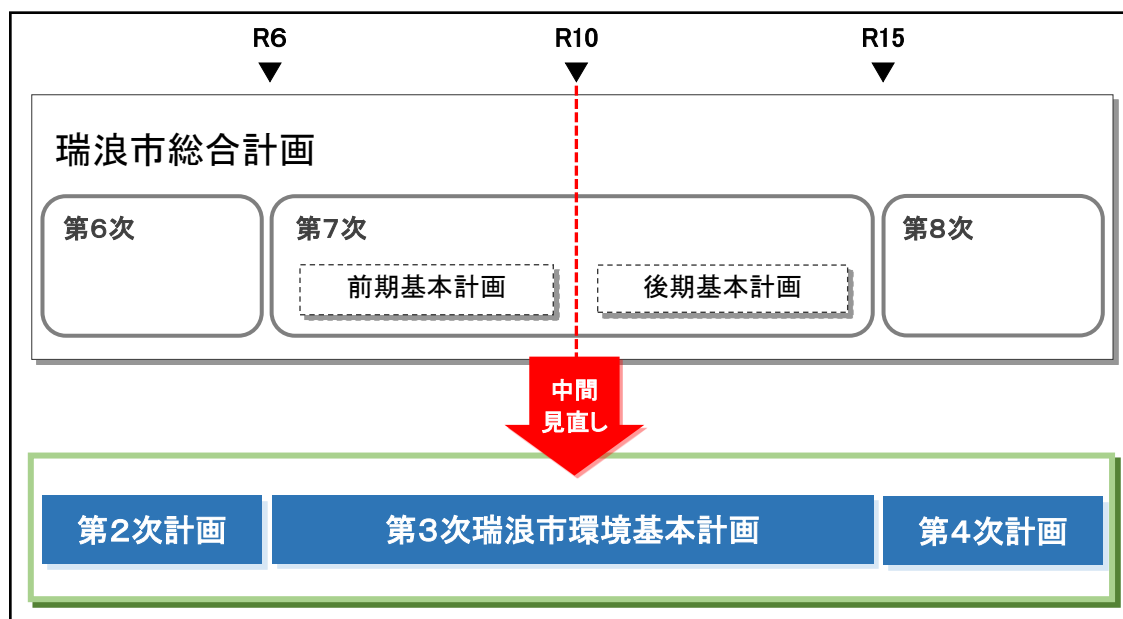 R6
R10
R15
瑞浪市総合計画
第6次
第7次
第8次
前期基本計画
後期基本計画
中間
見直し
第2次計画
第3次瑞浪市環境基本計画
第4次計画